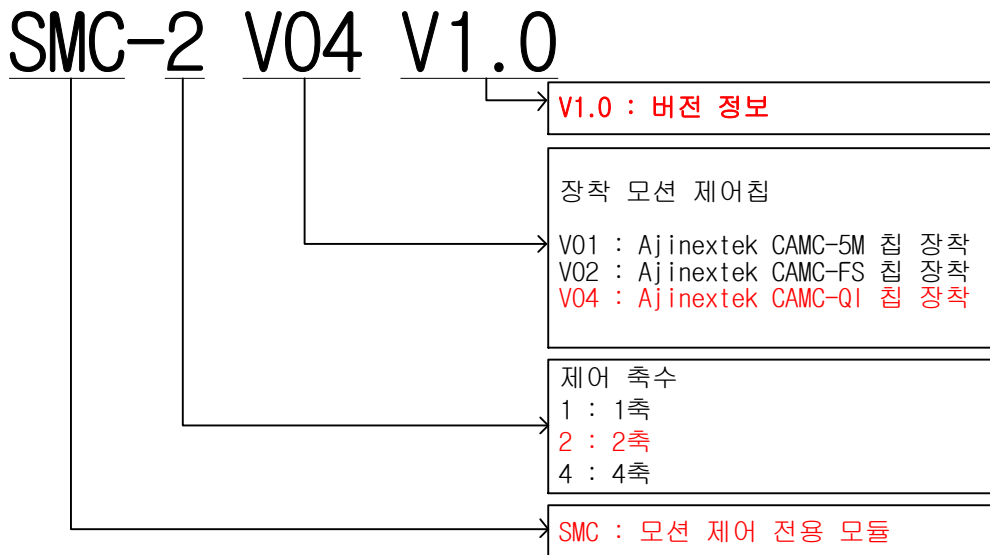 SMC-2 V04 V1.0
V1.0 : 버전 정보
장착 모션 제어칩
V01 : Ajinextek CAMC-5M 칩 장착
V02 : Ajinextek CAMC-FS 칩 장착
V04 : Ajinextek CAMC-QI 칩 장착
제어 축수
1 : 1축
2 : 2축
4 : 4축
SMC : 모션 제어 전용 모듈